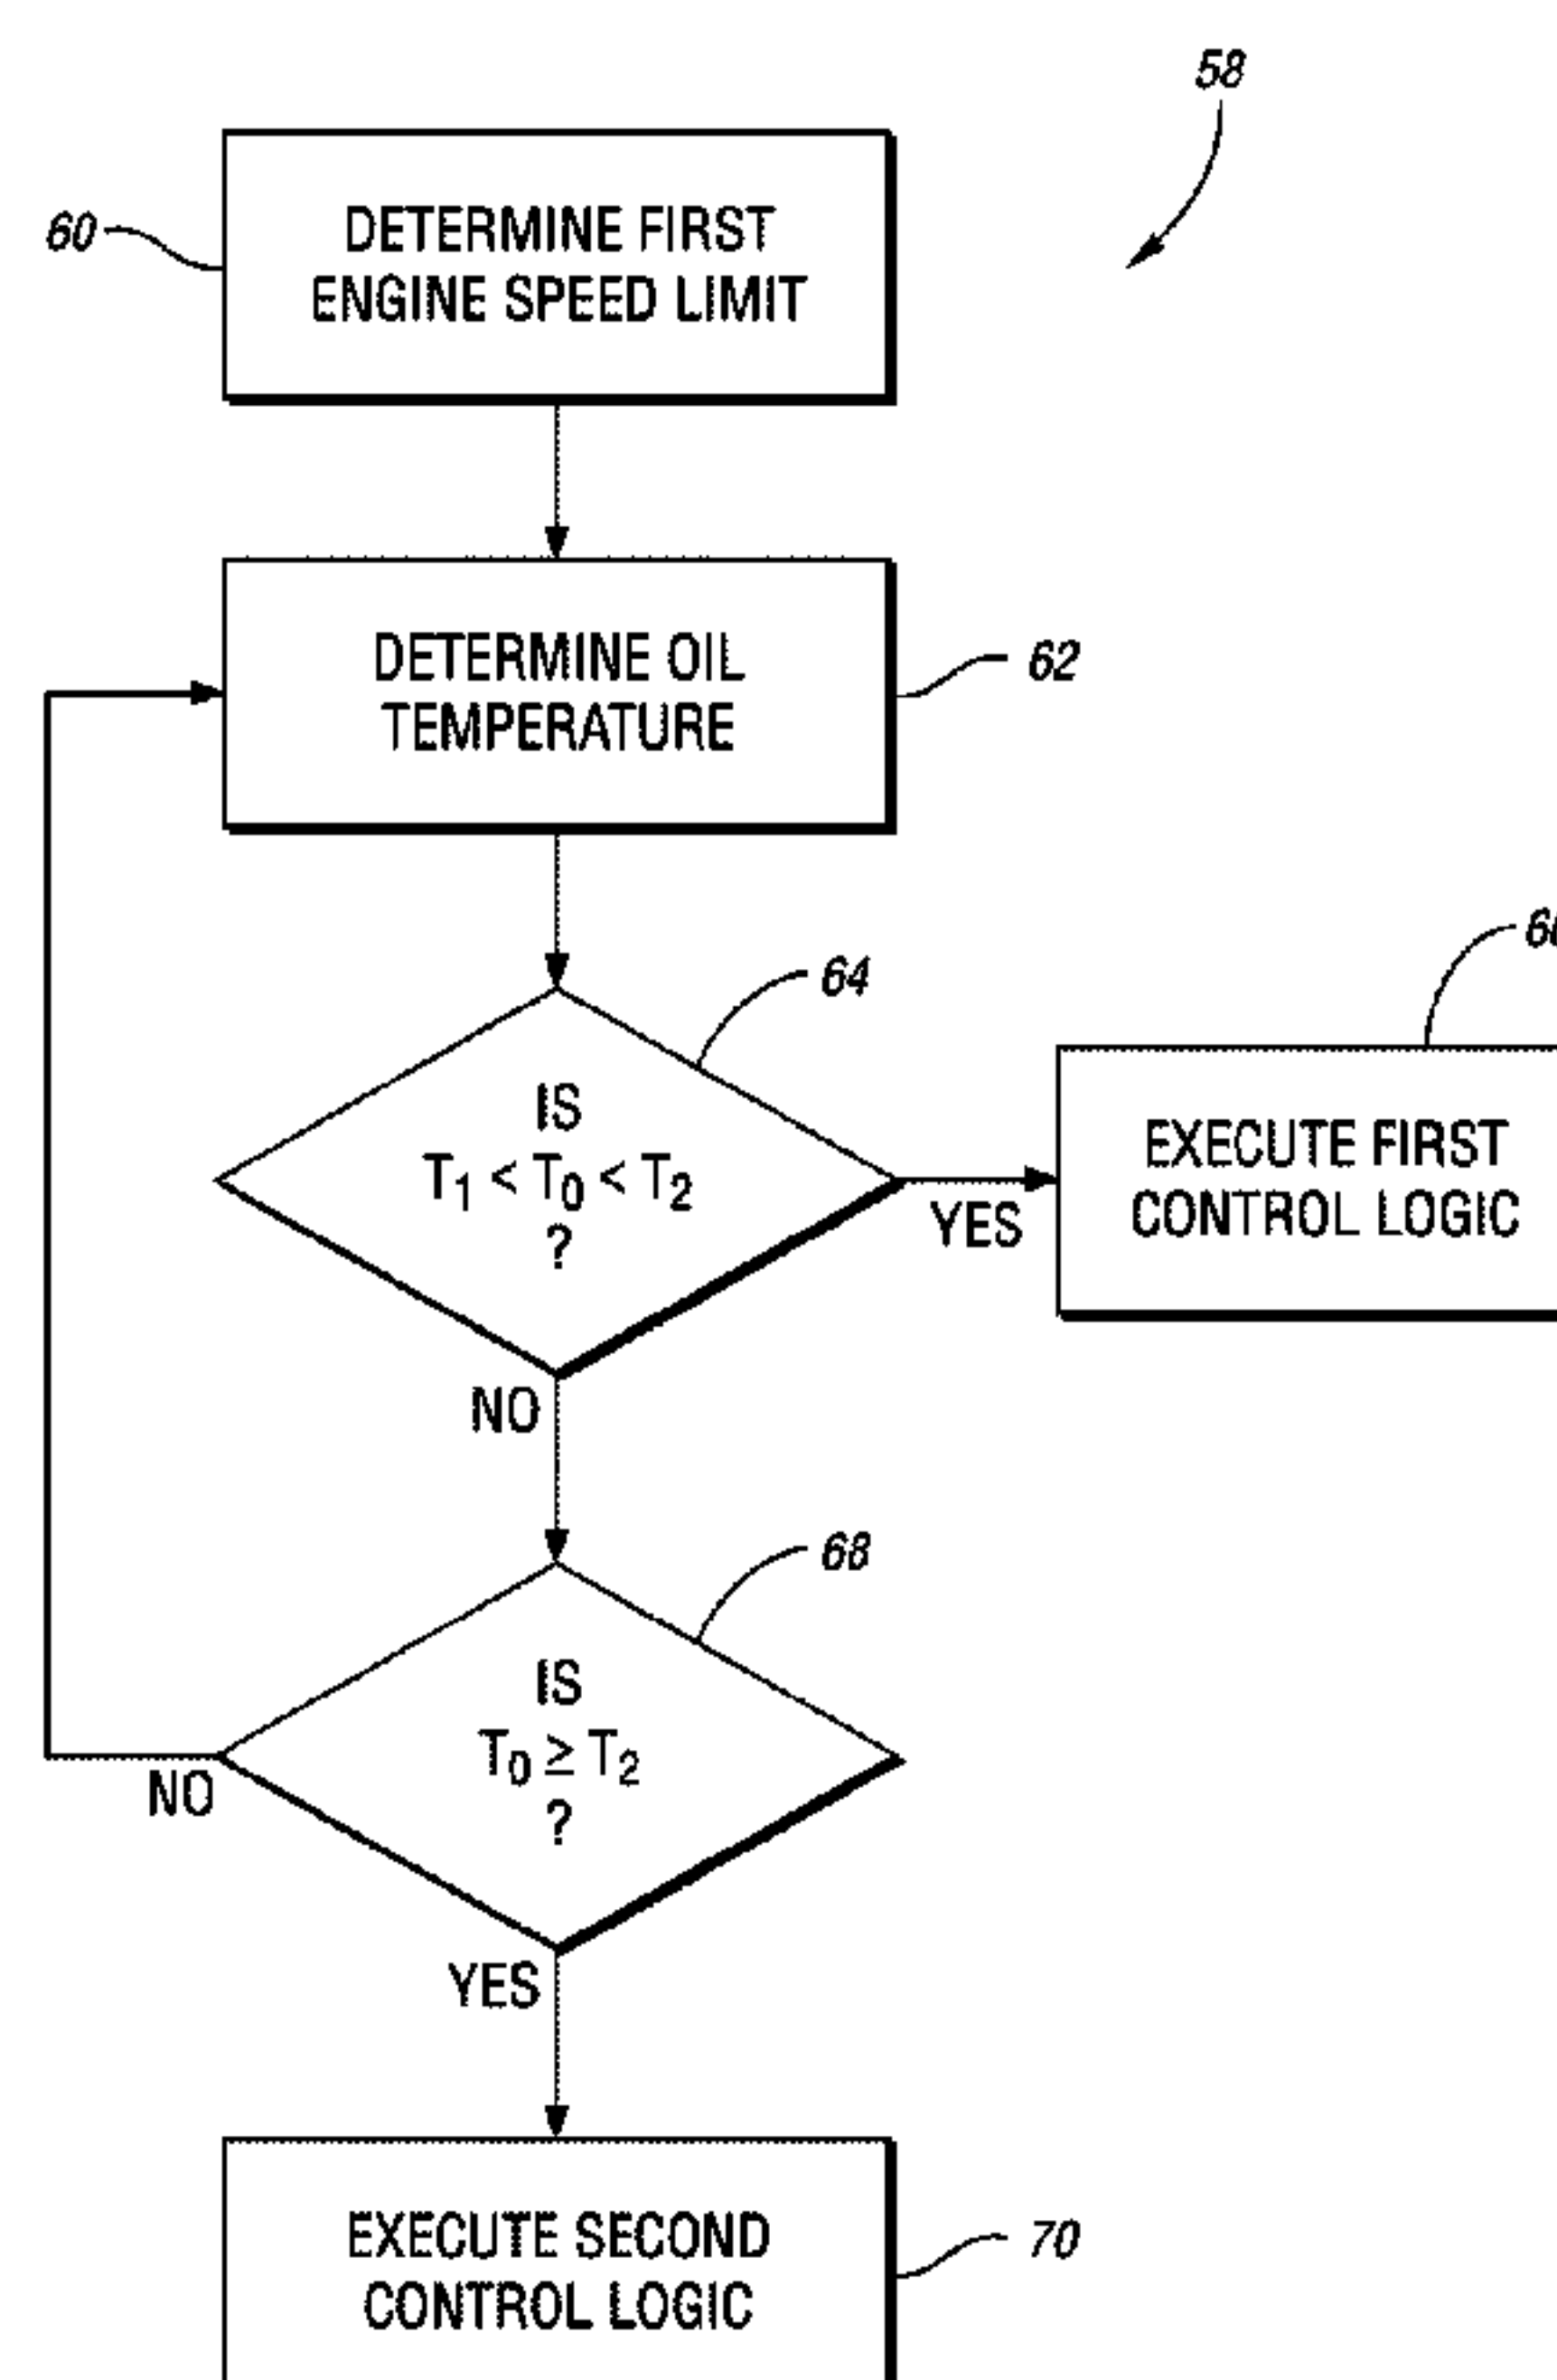 58
60
DETERMINE FIRST
ENGINE SPEED LIMIT
DETERMINE OIL
TEMPERATURE
62
64
IS
T₁ < T₀ < T₂
?
YES
EXECUTE FIRST
CONTROL LOGIC
NO
68
IS
T₀ ≥ T₂
?
NO
YES
EXECUTE SECOND
CONTROL LOGIC
70